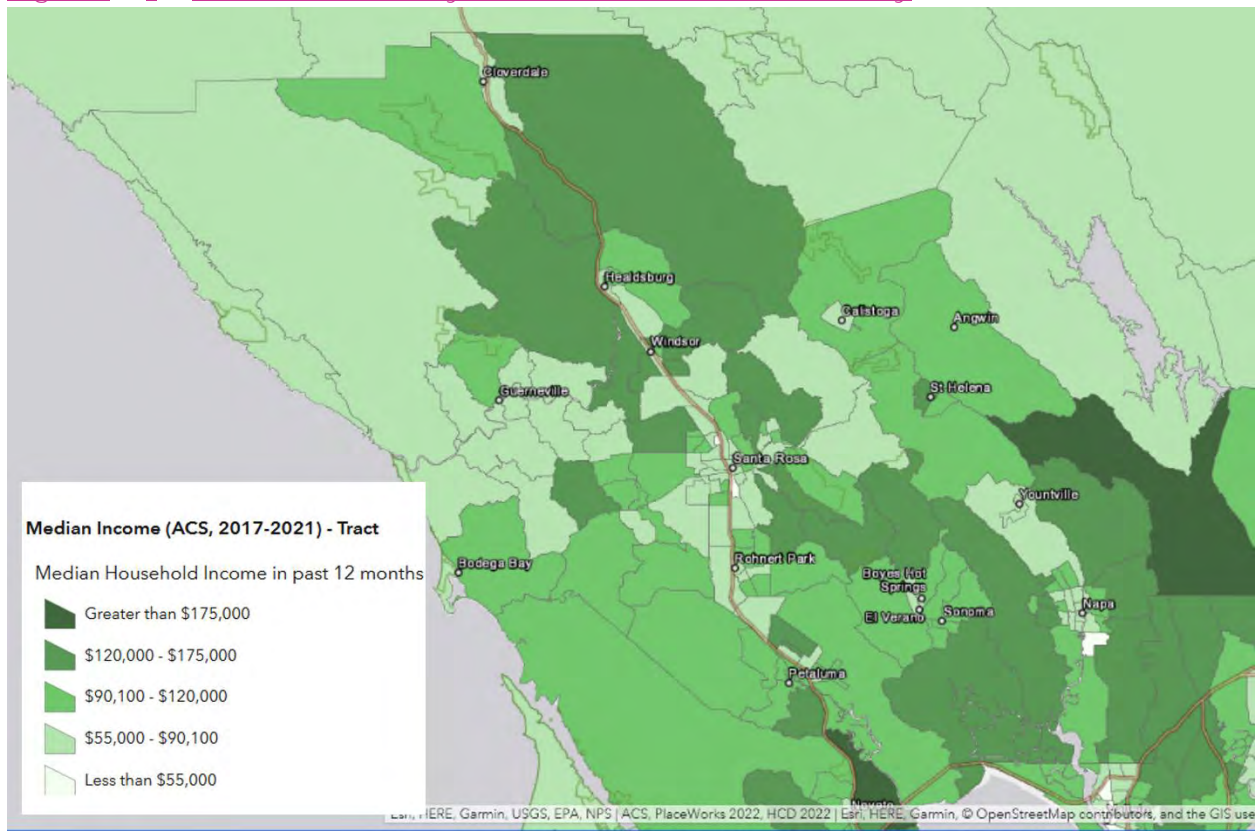 Cloverdale
Healdsburg
Calistoga
Angwin
Windsor
St Helena
Guerneville
Santa Rosa
Yountville
Median Income (ACS, 2017-2021) - Tract
Median Household Income in past 12 months
Greater than $175,000
$120,000 - $175,000
$90,100 - $120,000
$55,000 - $90,100
Less than $55,000
Bodega Bay
Rohnert Park
Boyes Hot
Springs
El Verano
Sonoma
Napa
Petaluma
Novato
Esri, HERE, Garmin, USGS, EPA, NPS | ACS, PlaceWorks 2022, HCD 2022 | Esri, HERE, Garmin, © OpenStreetMap contributors, and the GIS use